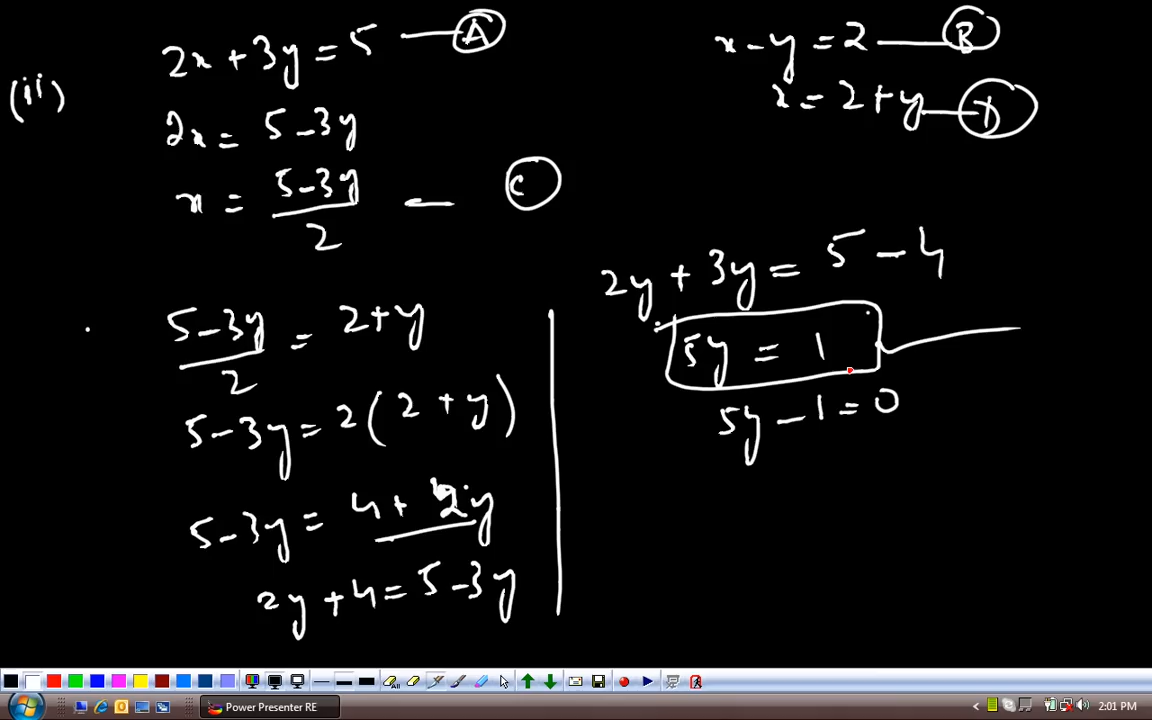 (ii)
2x + 3y = 5 — A
2x = 5 - 3y
x = 5 - 3y / 2 — C
x - y = 2 — B
x = 2 + y — D
5 - 3y / 2 = 2 + y
5 - 3y = 2 ( 2 + y )
5 - 3y = 4 + 2y
2y + 4 = 5 - 3y
2y + 3y = 5 - 4
5y = 1
5y - 1 = 0
All
Power Presenter RE
2:01 PM